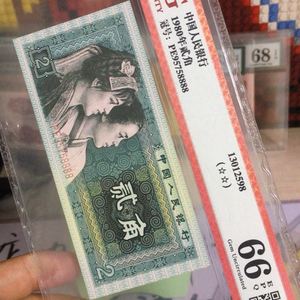 中国人民银行
1980年贰角
冠号: PE95758888
13012598
(☆☆)
66
E
P
Q
Gem Uncirculated
2
中国人民银行
贰角
2
68